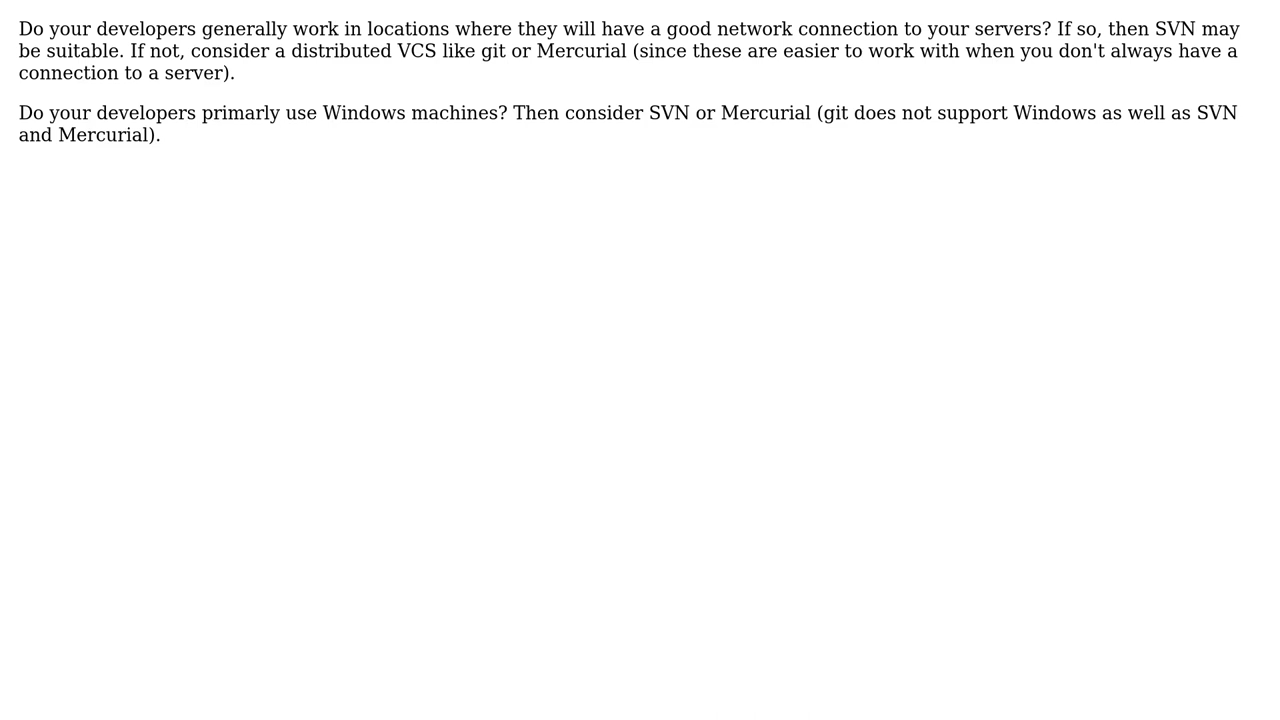 Do your developers generally work in locations where they will have a good network connection to your servers? If so, then SVN may
be suitable. If not, consider a distributed VCS like git or Mercurial (since these are easier to work with when you don't always have a
connection to a server).
Do your developers primarly use Windows machines? Then consider SVN or Mercurial (git does not support Windows as well as SVN
and Mercurial).